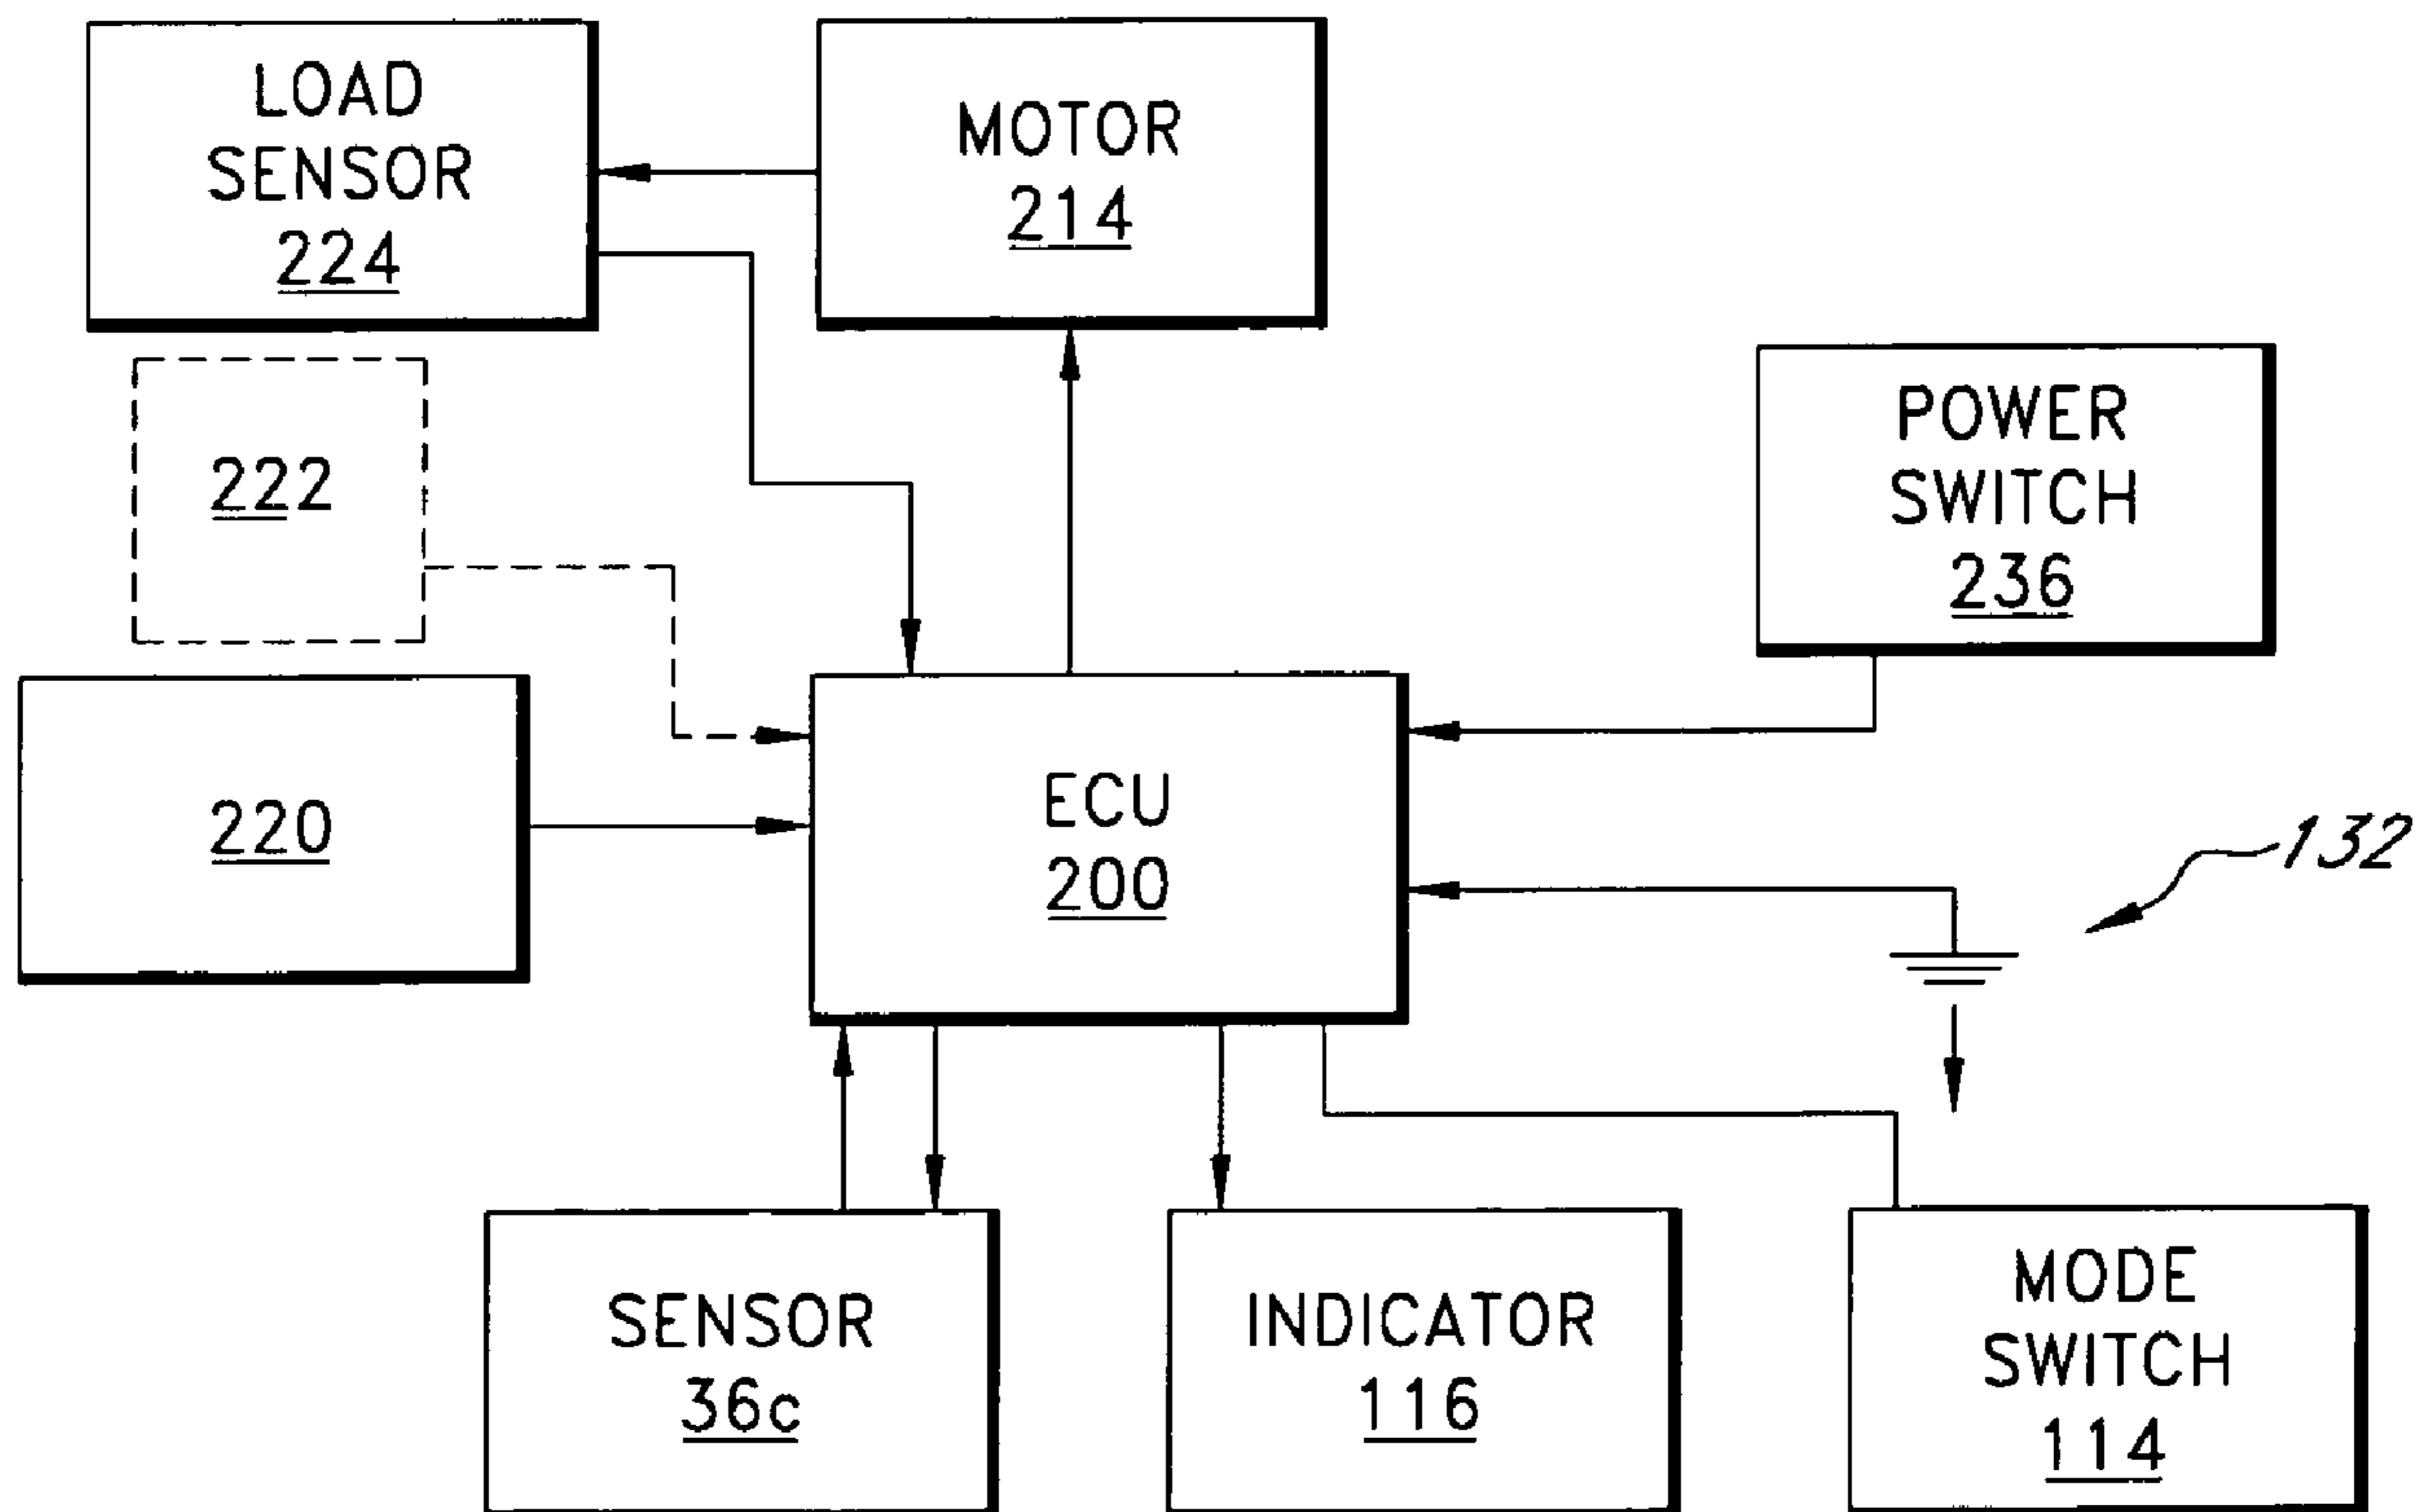 LOAD
SENSOR
224
MOTOR
214
222
POWER
SWITCH
236
220
ECU
200
132
SENSOR
36c
INDICATOR
116
MODE
SWITCH
114